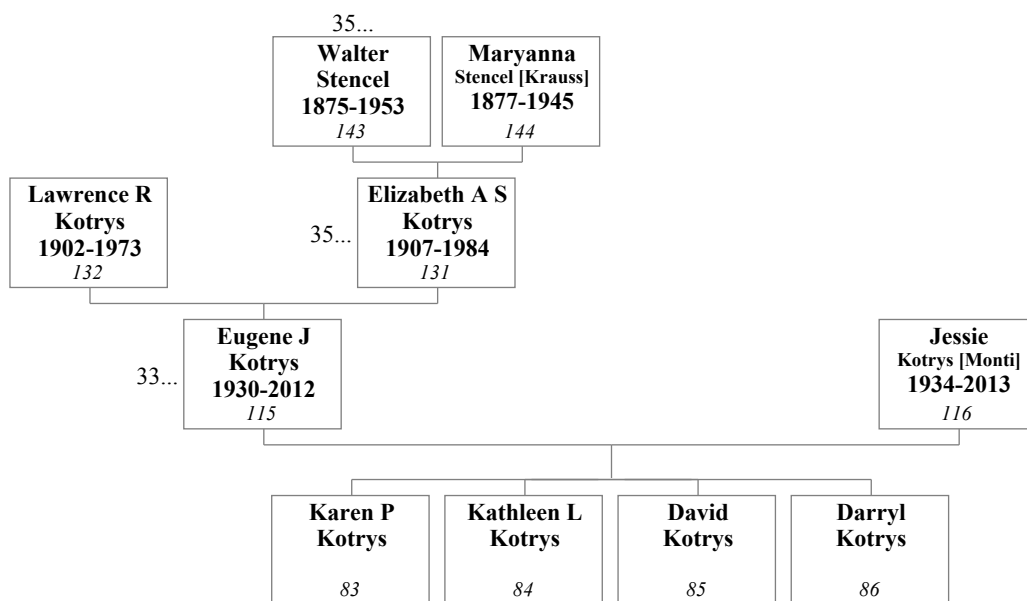 35...
Walter
Stencel
1875-1953
143
Maryanna
Stencel [Krauss]
1877-1945
144
Lawrence R
Kotrys
1902-1973
132
35...
Elizabeth A S
Kotrys
1907-1984
131
33...
Eugene J
Kotrys
1930-2012
115
Jessie
Kotrys [Monti]
1934-2013
116
Karen P
Kotrys
83
Kathleen L
Kotrys
84
David
Kotrys
85
Darryl
Kotrys
86